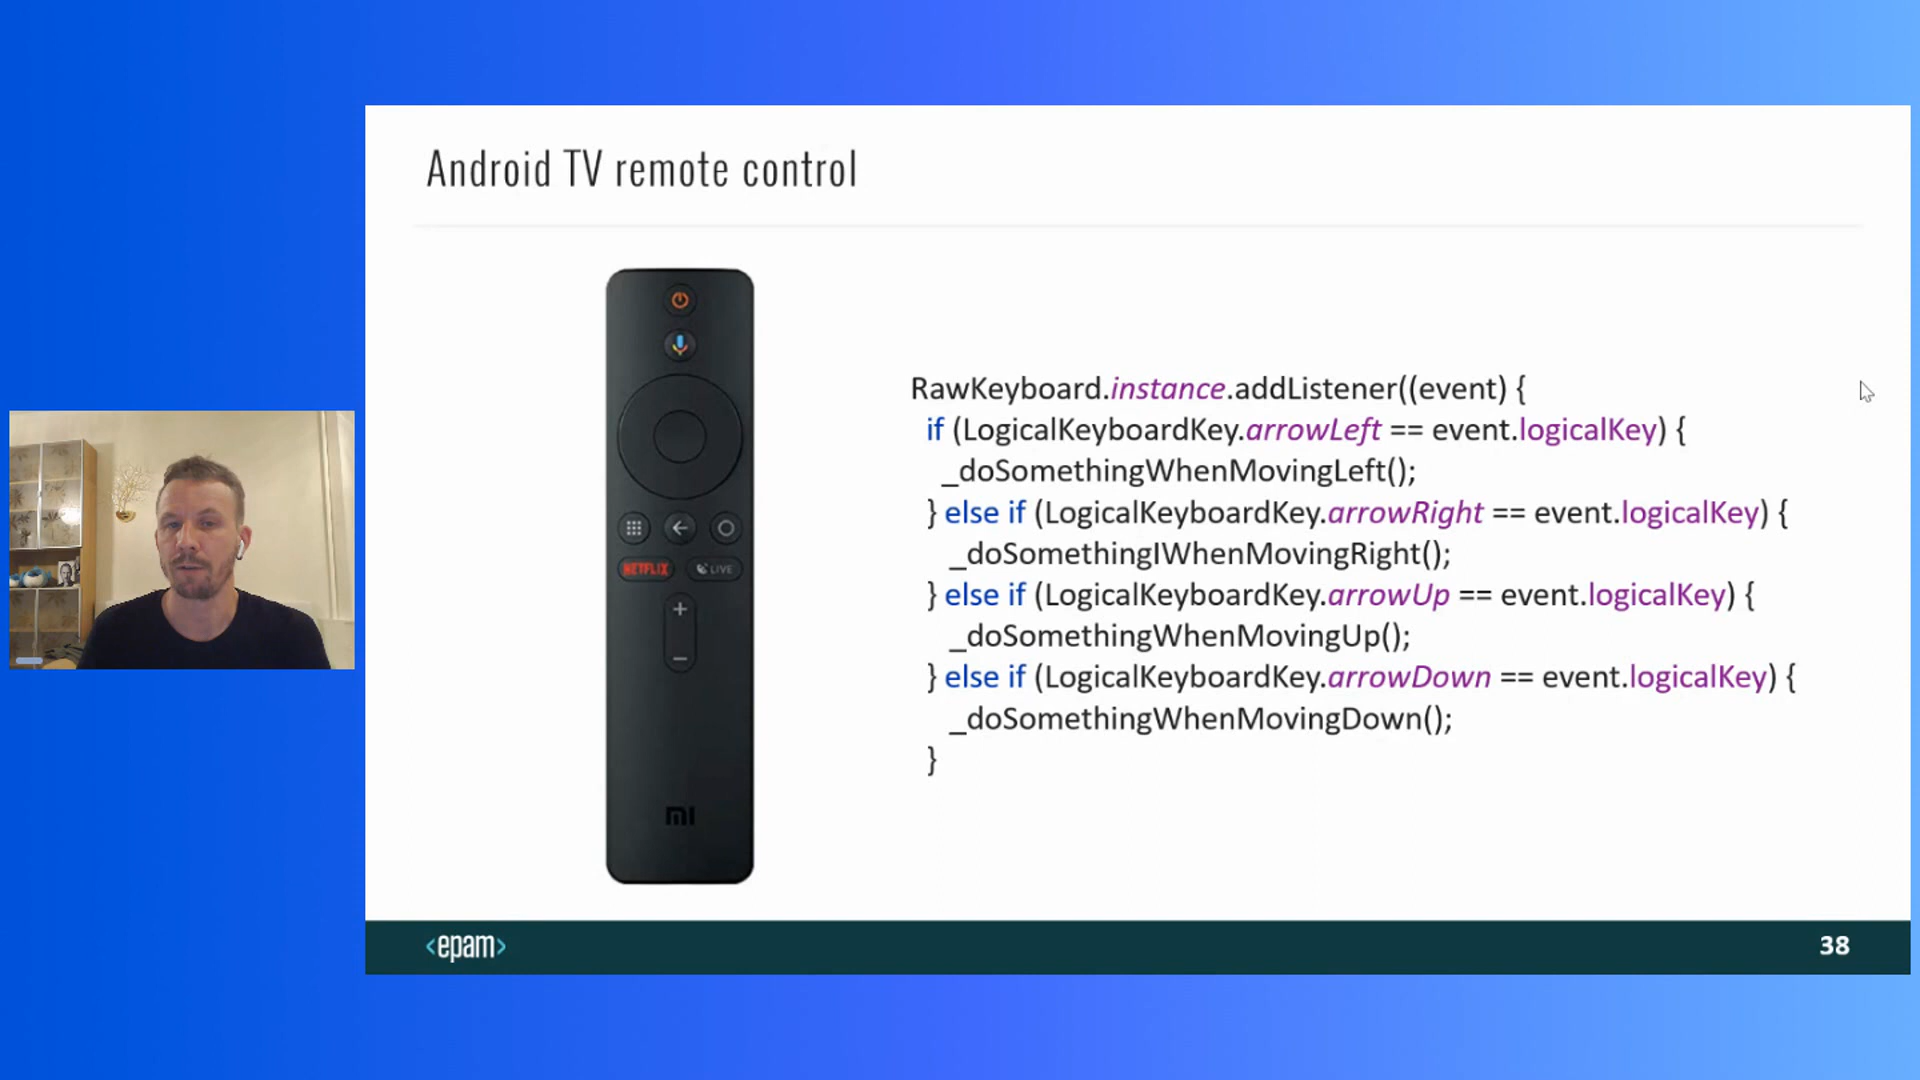 Android TV remote control
NETFLIX
LIVE
mi
RawKeyboard.instance.addListener((event) {
if (LogicalKeyboardKey.arrowLeft == event.logicalKey) {
_doSomethingWhenMovingLeft();
} else if (LogicalKeyboardKey.arrowRight == event.logicalKey) {
_doSomethingIWhenMovingRight();
} else if (LogicalKeyboardKey.arrowUp == event.logicalKey) {
_doSomethingWhenMovingUp();
} else if (LogicalKeyboardKey.arrowDown == event.logicalKey) {
_doSomethingWhenMovingDown();
}
<epam>
38